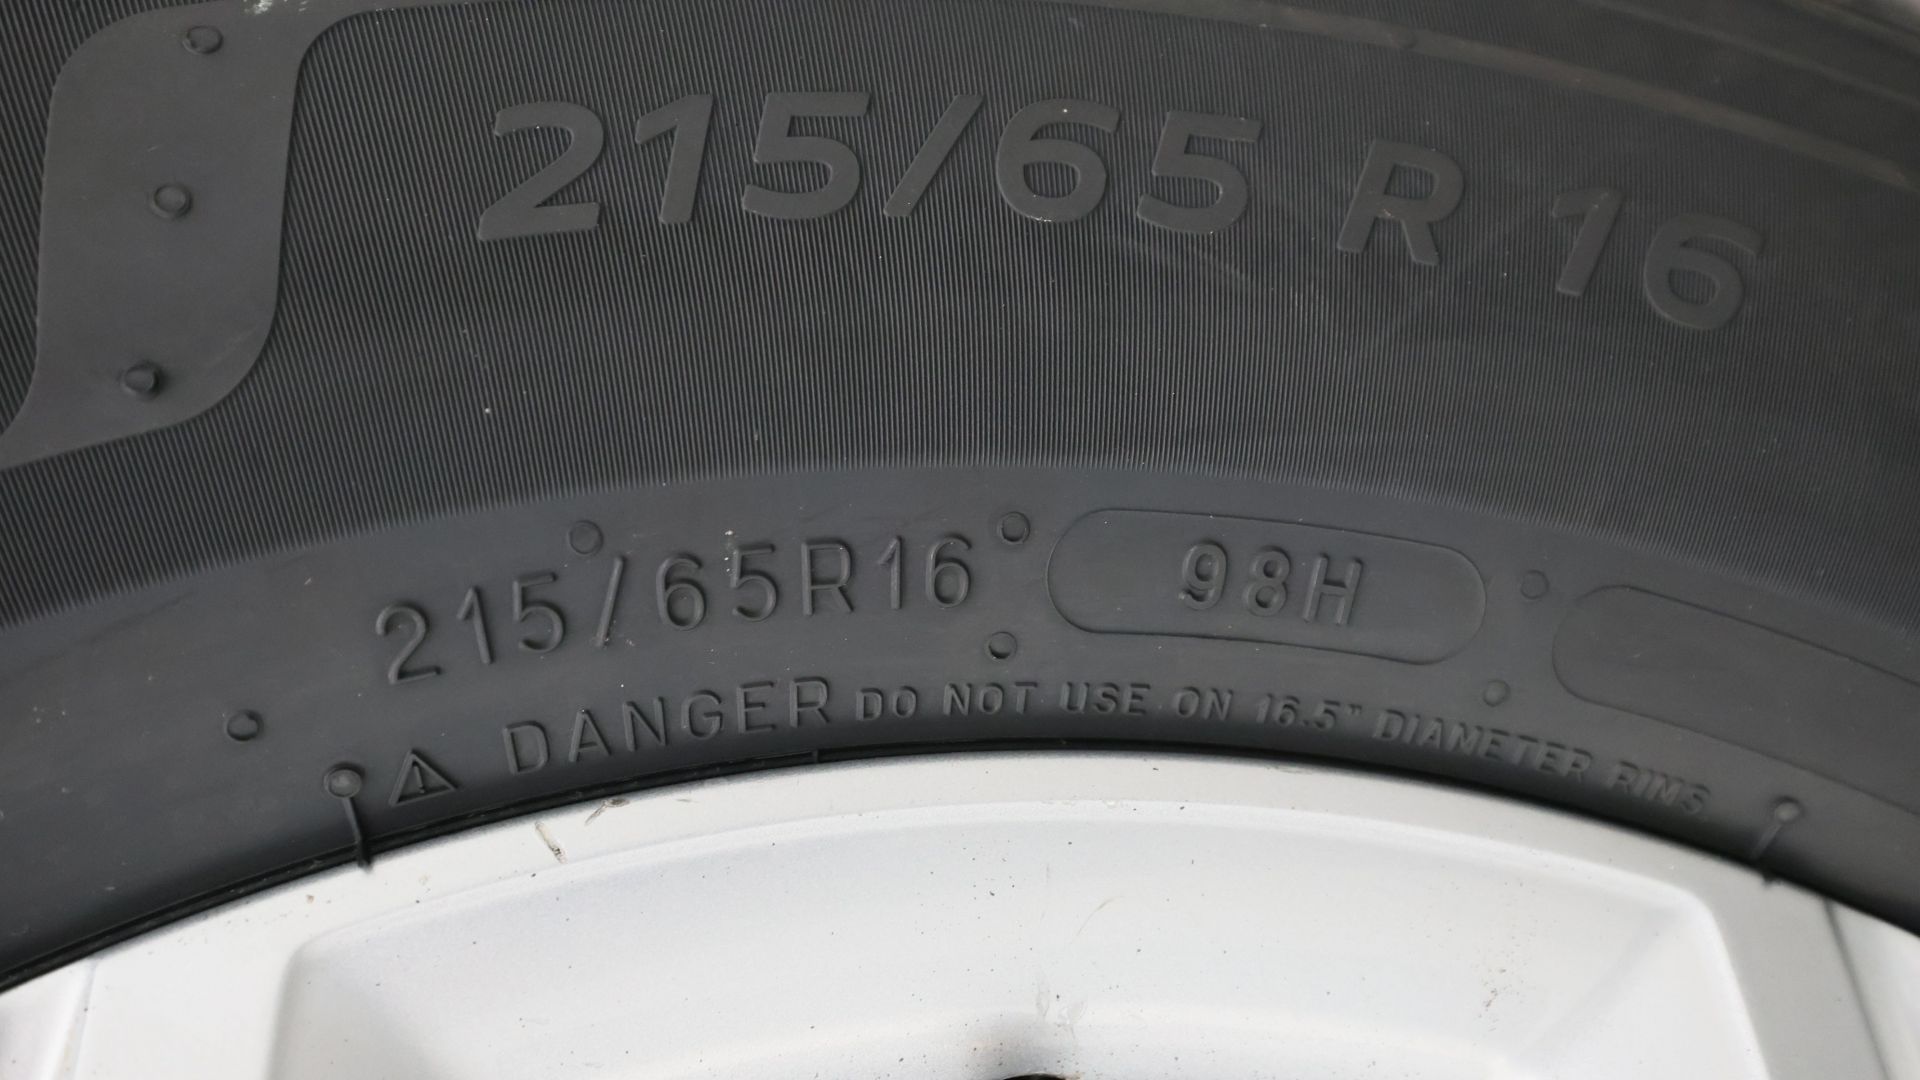 215/65 R 16
215/65R16 98H
DANGER DO NOT USE ON 16.5" DIAMETER RIMS